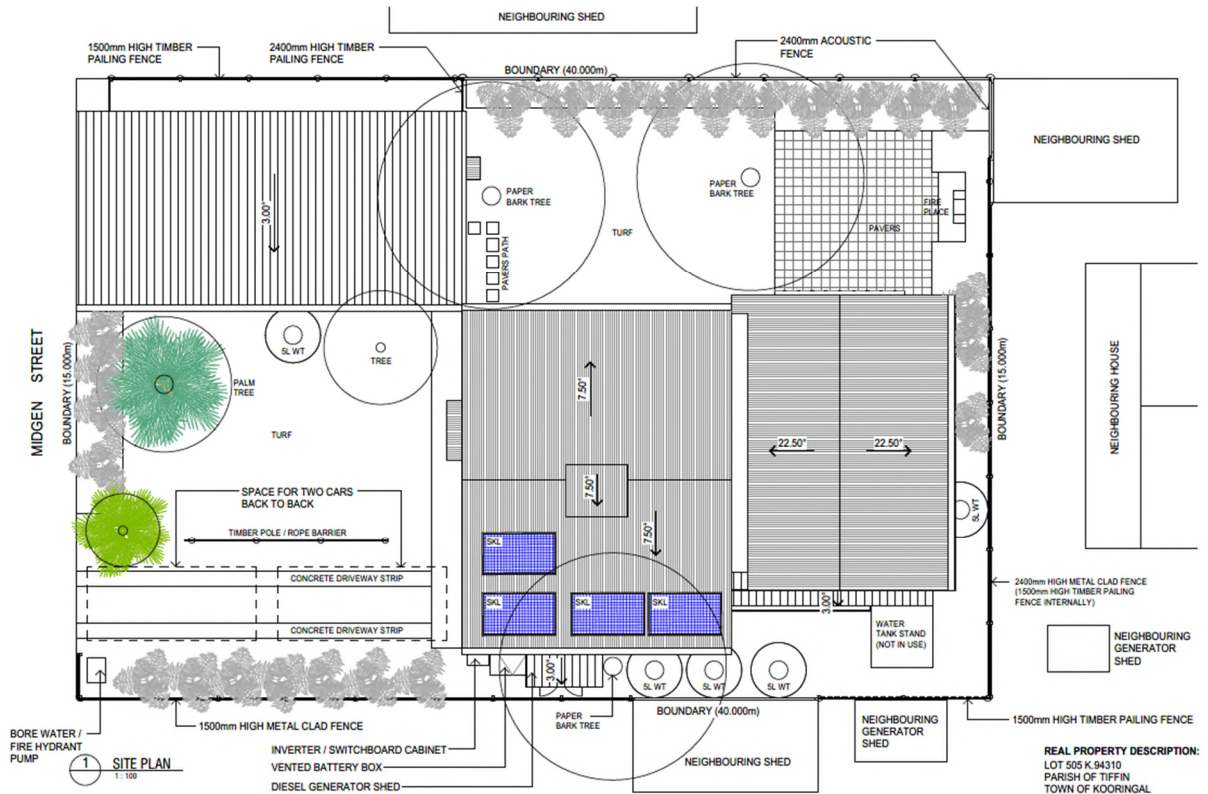 NEIGHBOURING SHED
1500mm HIGH TIMBER
PAILING FENCE
2400mm HIGH TIMBER
PAILING FENCE
2400mm ACOUSTIC
FENCE
BOUNDARY (40.000m)
NEIGHBOURING SHED
3.00°
PAPER
BARK TREE
PAPER
BARK TREE
FIRE
PLACE
TURF
PAVERS
PAVERS PATH
MIDGEN STREET
BOUNDARY (15.000m)
5L WT
TREE
PALM
TREE
TURF
7.50°
7.50°
7.50°
22.50°
22.50°
BOUNDARY (15.000m)
NEIGHBOURING HOUSE
5L WT
SPACE FOR TWO CARS
BACK TO BACK
TIMBER POLE / ROPE BARRIER
CONCRETE DRIVEWAY STRIP
CONCRETE DRIVEWAY STRIP
SKL
SKL
SKL
SKL
3.00°
2400mm HIGH METAL CLAD FENCE
(1500mm HIGH TIMBER PAILING
FENCE INTERNALLY)
WATER
TANK STAND
(NOT IN USE)
NEIGHBOURING
GENERATOR
SHED
3.00°
5L WT
5L WT
5L WT
BOUNDARY (40.000m)
PAPER
BARK TREE
1500mm HIGH METAL CLAD FENCE
NEIGHBOURING
GENERATOR
SHED
1500mm HIGH TIMBER PAILING FENCE
BORE WATER /
FIRE HYDRANT
PUMP
INVERTER / SWITCHBOARD CABINET
VENTED BATTERY BOX
DIESEL GENERATOR SHED
NEIGHBOURING SHED
1
SITE PLAN
1 : 100
REAL PROPERTY DESCRIPTION:
LOT 505 K.94310
PARISH OF TIFFIN
TOWN OF KOORINGAL